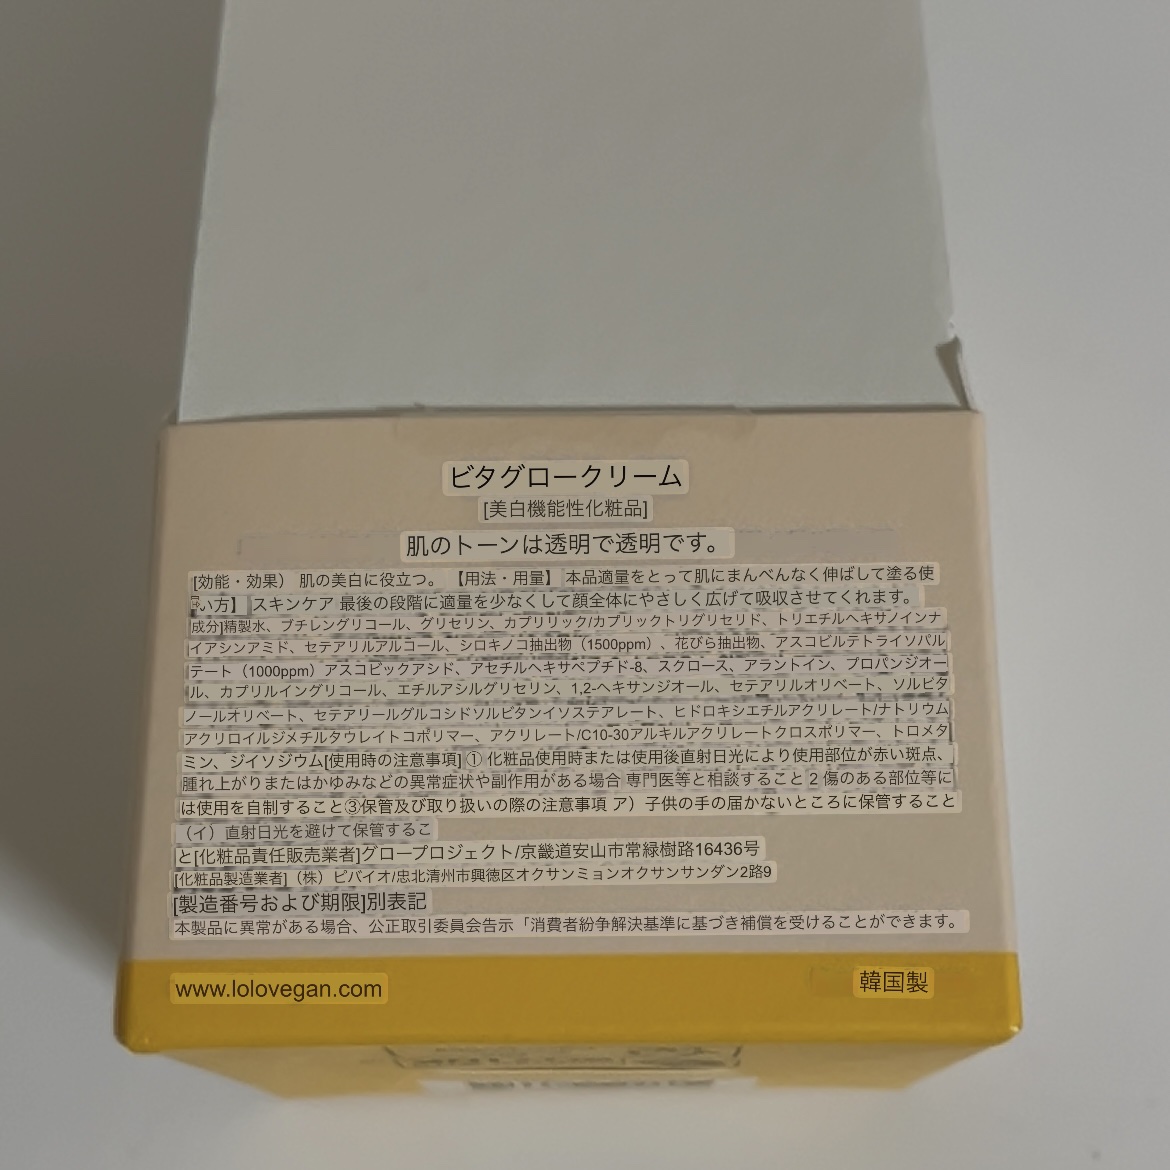 ビタグロークリーム
[美白機能性化粧品]
肌のトーンは透明で透明です。
[効能・効果） 肌の美白に役立つ。 【用法・用量】 本品適量をとって肌にまんべんなく伸ばして塗る使
い方】 スキンケア 最後の段階に適量を少なくして顔全体にやさしく広げて吸収させてくれます。
成分]精製水、ブチレングリコール、グリセリン、カプリリック/カプリックトリグリセリド、トリエチルヘキサノインナ
イアシンアミド、セテアリルアルコール、シロキノコ抽出物（1500ppm）、花びら抽出物、アスコビルテトライソパル
テート（1000ppm）アスコビックアシド、アセチルヘキサペプチド-8、スクロース、アラントイン、プロパンジオー
ル、カプリルイングリコール、エチルアシルグリセリン、1,2-ヘキサンジオール、セテアリルオリベート、ソルビタ
ノールオリベート、セテアリールグルコシドソルビタンイソステアレート、ヒドロキシエチルアクリレート/ナトリウム
アクリロイルジメチルタウレイトコポリマー、アクリレート/C10-30アルキルアクリレートクロスポリマー、トロメタ
ミン、ジイソジウム[使用時の注意事項] ① 化粧品使用時または使用後直射日光により使用部位が赤い斑点、
腫れ上がりまたはかゆみなどの異常症状や副作用がある場合 専門医等と相談すること 2 傷のある部位等に
は使用を自制すること③保管及び取り扱いの際の注意事項 ア）子供の手の届かないところに保管すること
（イ）直射日光を避けて保管するこ
と[化粧品責任販売業者]グロープロジェクト/京畿道安山市常緑樹路16436号
[化粧品製造業者]（株）ピバイオ/忠北清州市興徳区オクサンミョンオクサンサンダン2路9
[製造番号および期限]別表記
本製品に異常がある場合、公正取引委員会告示「消費者紛争解決基準に基づき補償を受けることができます。
www.lolovegan.com
韓国製